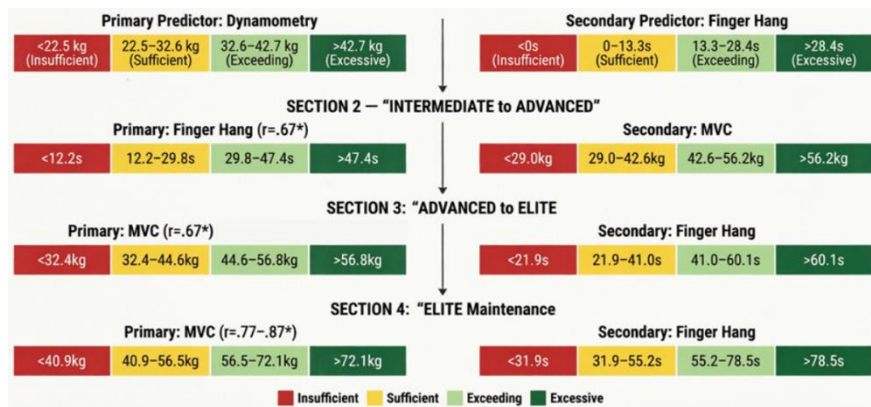 Primary Predictor: Dynamometry
Secondary Predictor: Finger Hang
<22.5 kg (Insufficient)
22.5–32.6 kg (Sufficient)
32.6–42.7 kg (Exceeding)
>42.7 kg (Excessive)
<0s (Insufficient)
0–13.3s (Sufficient)
13.3–28.4s (Exceeding)
>28.4s (Excessive)
SECTION 2 — “INTERMEDIATE to ADVANCED”
Primary: Finger Hang (r=.67*)
Secondary: MVC
<12.2s
12.2–29.8s
29.8–47.4s
>47.4s
<29.0kg
29.0–42.6kg
42.6–56.2kg
>56.2kg
SECTION 3: “ADVANCED to ELITE
Primary: MVC (r=.67*)
Secondary: Finger Hang
<32.4kg
32.4–44.6kg
44.6–56.8kg
>56.8kg
<21.9s
21.9–41.0s
41.0–60.1s
>60.1s
SECTION 4: “ELITE Maintenance
Primary: MVC (r=.77–.87*)
Secondary: Finger Hang
<40.9kg
40.9–56.5kg
56.5–72.1kg
>72.1kg
<31.9s
31.9–55.2s
55.2–78.5s
>78.5s
Insufficient
Sufficient
Exceeding
Excessive